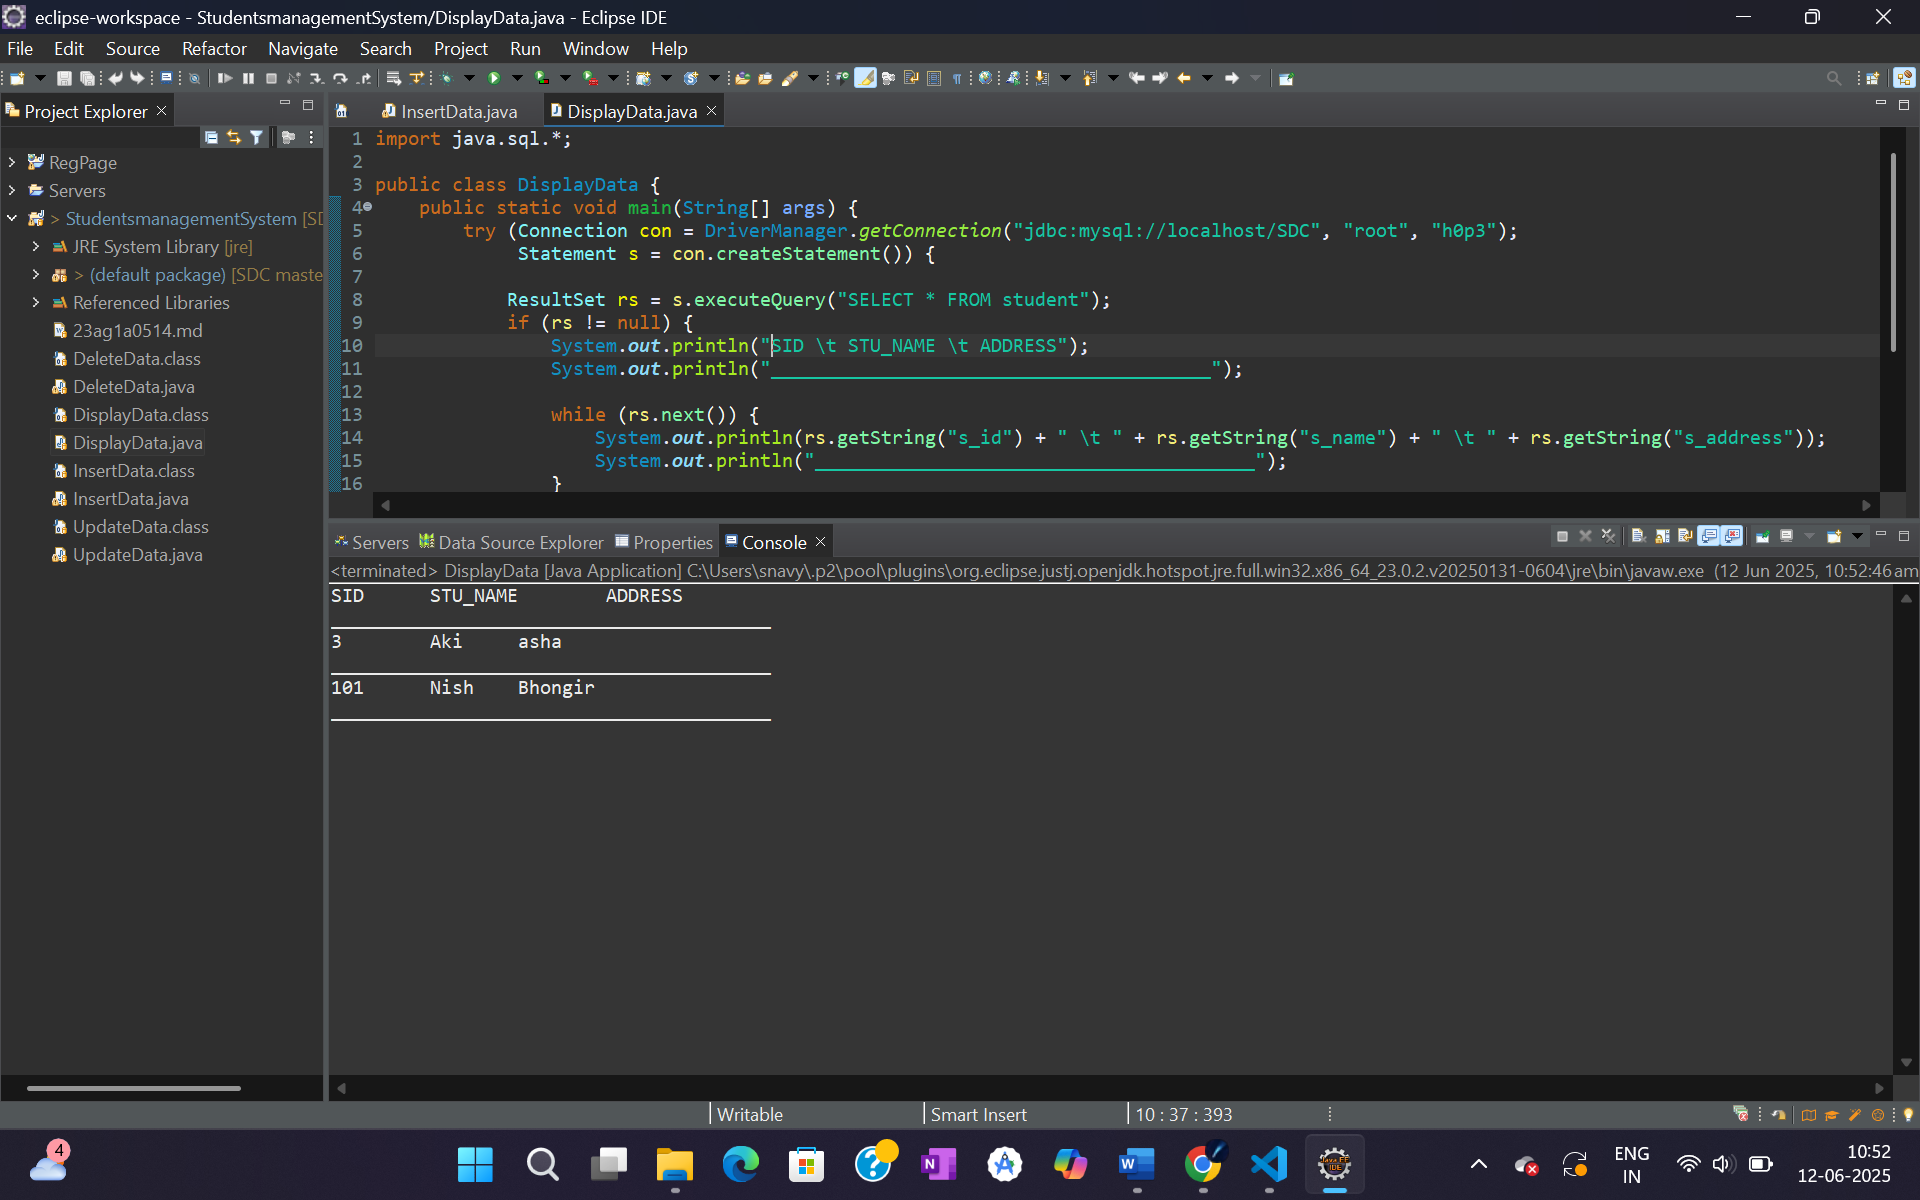 eclipse-workspace - StudentsmanagementSystem/DisplayData.java - Eclipse IDE
File Edit Source Refactor Navigate Search Project Run Window Help
Project Explorer
InsertData.java DisplayData.java
RegPage
Servers
> StudentsmanagementSystem [SD
JRE System Library [jre]
> (default package) [SDC maste
Referenced Libraries
23ag1a0514.md
DeleteData.class
DeleteData.java
DisplayData.class
DisplayData.java
InsertData.class
InsertData.java
UpdateData.class
UpdateData.java
1 import java.sql.*;
2
3 public class DisplayData {
4 public static void main(String[] args) {
5 try (Connection con = DriverManager.getConnection("jdbc:mysql://localhost/SDC", "root", "h0p3");
6 Statement s = con.createStatement()) {
7
8 ResultSet rs = s.executeQuery("SELECT * FROM student");
9 if (rs != null) {
10 System.out.println("SID \t STU_NAME \t ADDRESS");
11 System.out.println("________________________________________");
12
13 while (rs.next()) {
14 System.out.println(rs.getString("s_id") + " \t " + rs.getString("s_name") + " \t " + rs.getString("s_address"));
15 System.out.println("________________________________________");
16 }
Servers Data Source Explorer Properties Console
<terminated> DisplayData [Java Application] C:\Users\snavy\.p2\pool\plugins\org.eclipse.justj.openjdk.hotspot.jre.full.win32.x86_64_23.0.2.v20250131-0604\jre\bin\javaw.exe (12 Jun 2025, 10:52:46 am
SID STU_NAME ADDRESS
________________________________________
3 Aki asha
________________________________________
101 Nish Bhongir
________________________________________
Writable Smart Insert 10 : 37 : 393
4
ENG
IN
10:52
12-06-2025